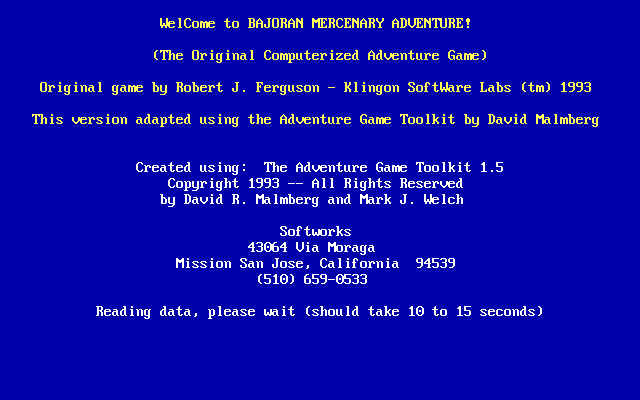 WelCome to BAJORAN MERCENARY ADVENTURE!
(The Original Computerized Adventure Game)
Original game by Robert J. Ferguson - Klingon SoftWare Labs (tm) 1993
This version adapted using the Adventure Game Toolkit by David Malmberg
Created using:  The Adventure Game Toolkit 1.5
Copyright 1993 -- All Rights Reserved
by David R. Malmberg and Mark J. Welch
Softworks
43064 Via Moraga
Mission San Jose, California  94539
(510) 659-0533
Reading data, please wait (should take 10 to 15 seconds)